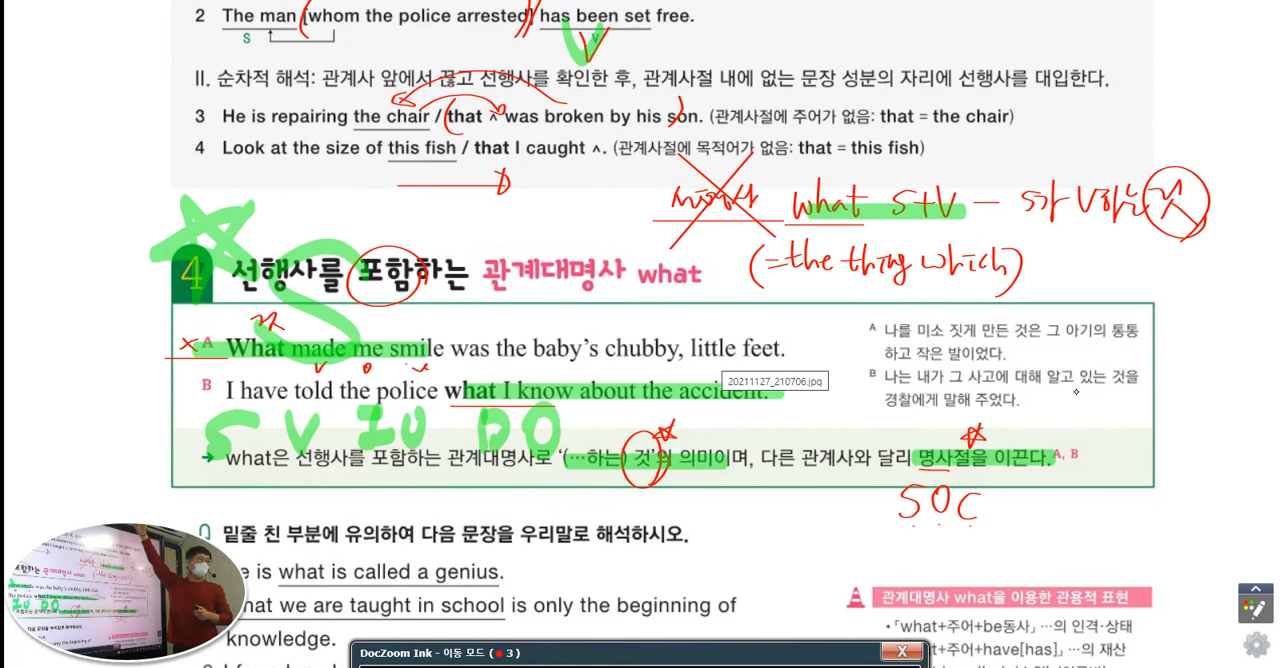 2 The man [whom the police arrested] has been set free.
S V
II. 순차적 해석: 관계사 앞에서 끊고 선행사를 확인한 후, 관계사절 내에 없는 문장 성분의 자리에 선행사를 대입한다.
3 He is repairing the chair / that ^ was broken by his son. (관계사절에 주어가 없음: that = the chair)
4 Look at the size of this fish / that I caught ^. (관계사절에 목적어가 없음: that = this fish)
선행사 what S+V – S가 V하는 것
(=the thing which)
4 선행사를 포함하는 관계대명사 what
S
것
A What made me smile was the baby's chubby, little feet.
A 나를 미소 짓게 만든 것은 그 아기의 통통
하고 작은 발이었다.
V O
B I have told the police what I know about the accident.
20211127_210706.jpg
B 나는 내가 그 사고에 대해 알고 있는 것을
경찰에게 말해 주었다.
S V IO DO
→ what은 선행사를 포함하는 관계대명사로 '(…하는) 것'의 의미이며, 다른 관계사와 달리 명사절을 이끈다. A, B
S O C
밑줄 친 부분에 유의하여 다음 문장을 우리말로 해석하시오.
is what is called a genius.
we are taught in school is only the beginning of
knowledge.
관계대명사 what을 이용한 관용적 표현
•「what+주어+be동사」 …의 인격·상태
+주어+have[has]」 …의 재산
DocZoom Ink - 이동 모드 ( 3 )
X